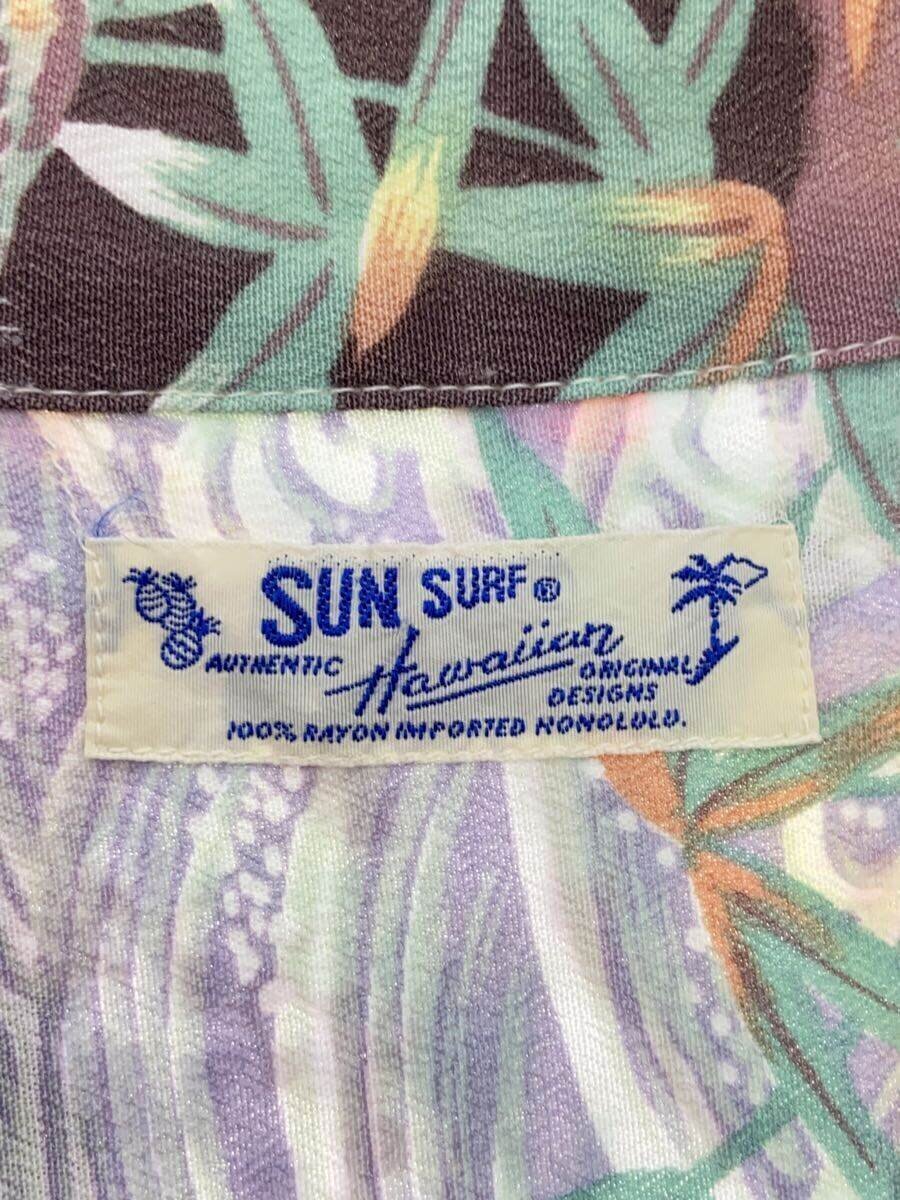 SUN SURF®
AUTHENTIC Hawaiian ORIGINAL DESIGNS
100% RAYON IMPORTED HONOLULU.